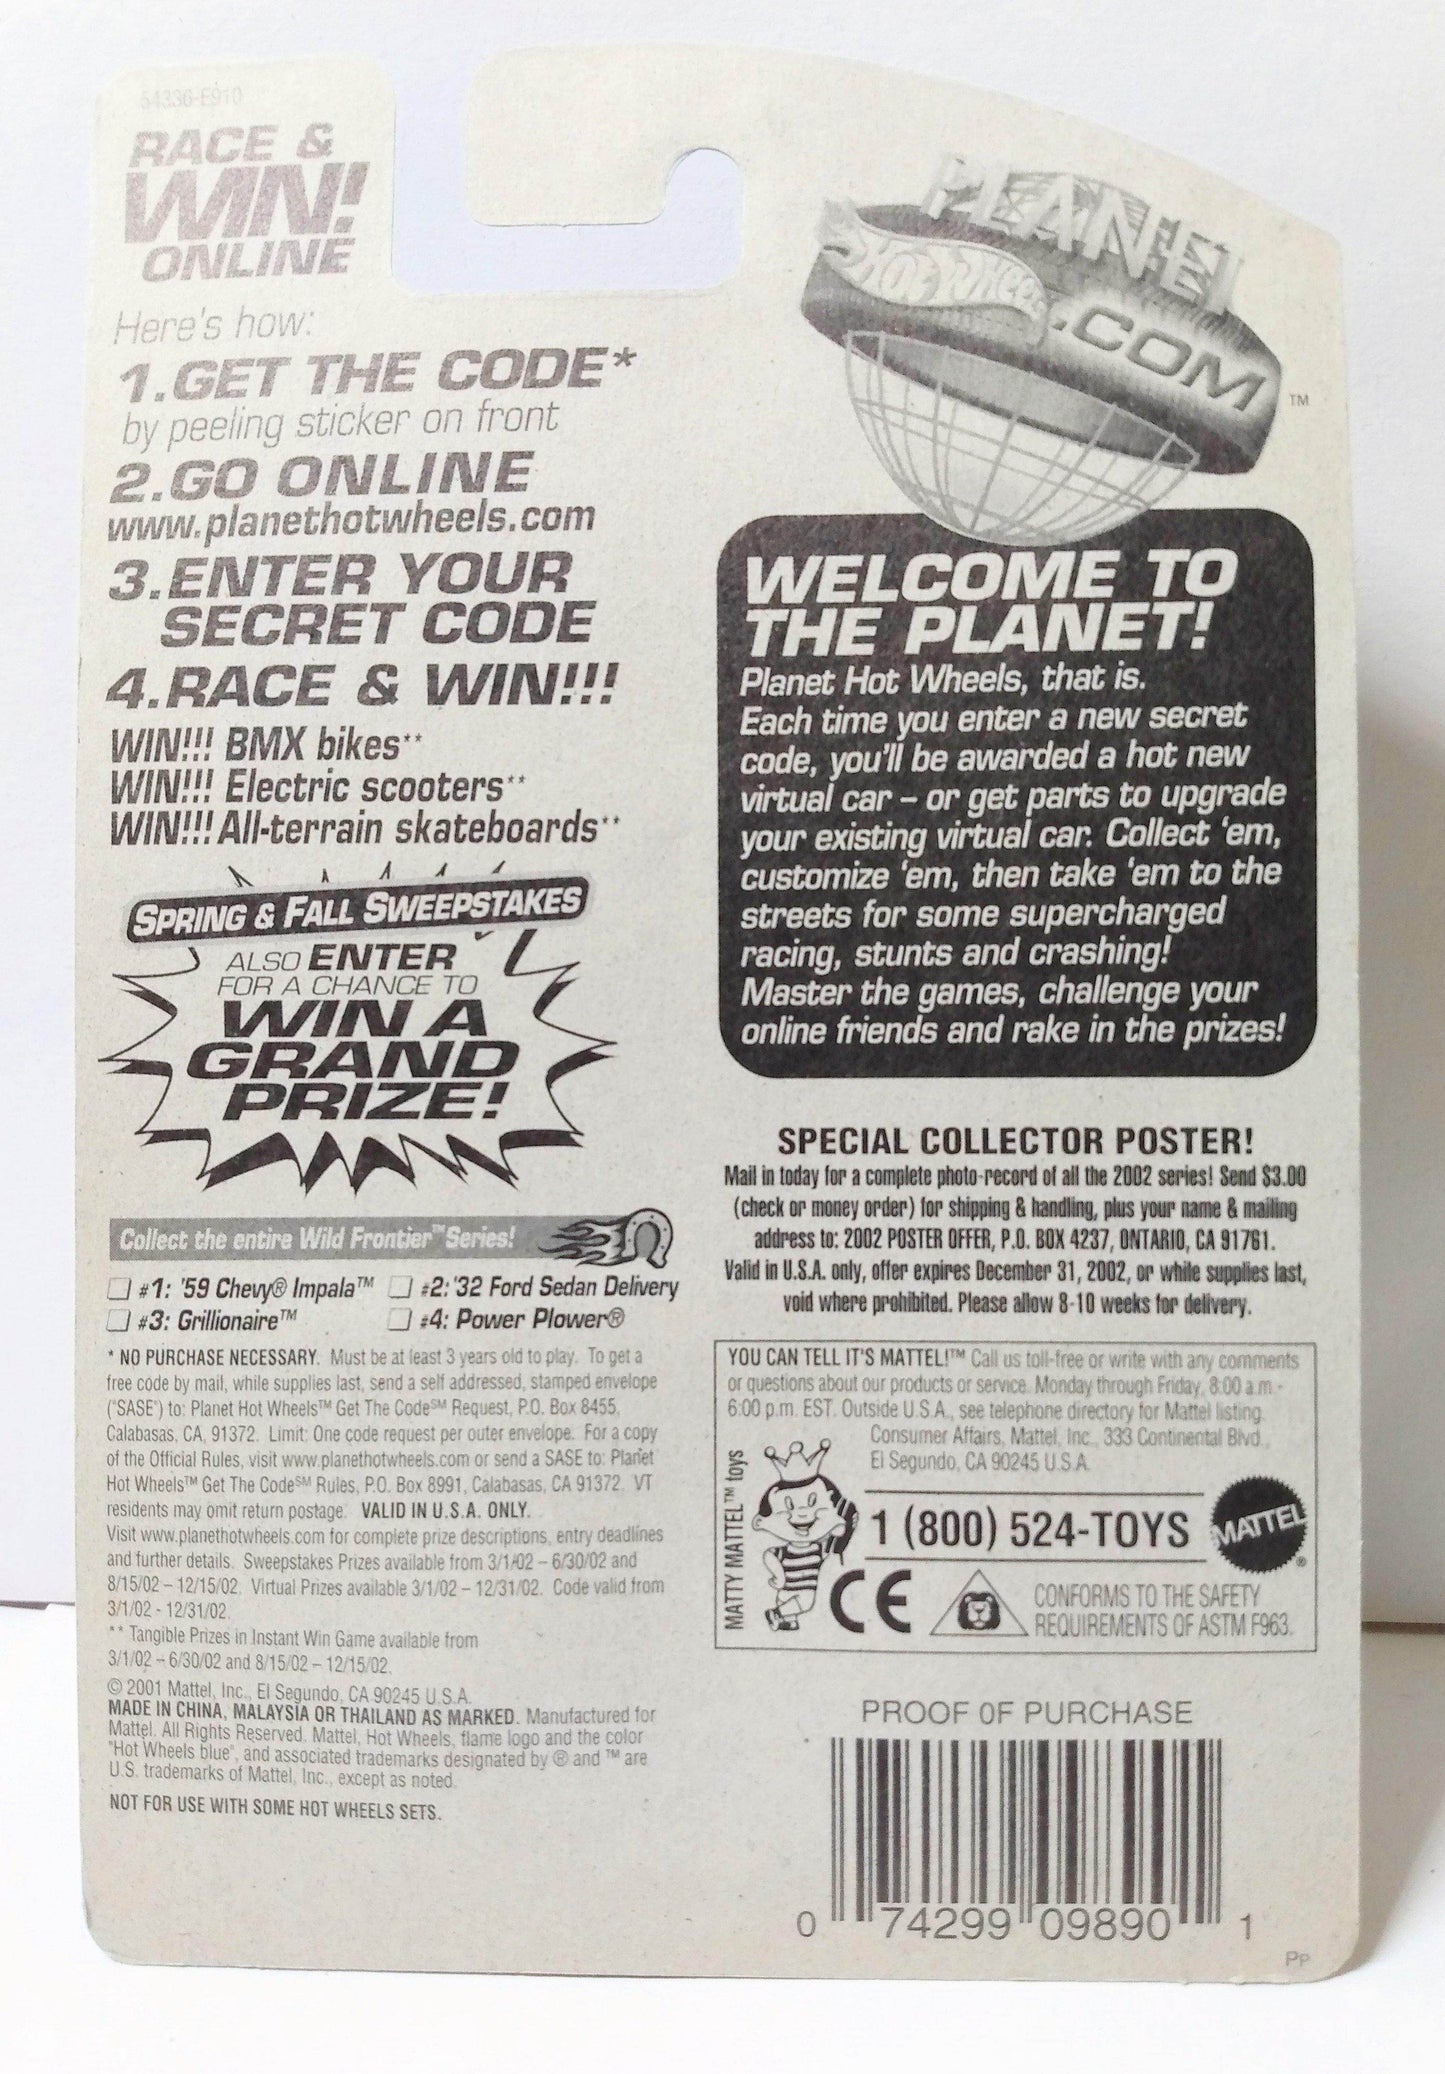 54336-E910
RACE &
WIN!
ONLINE
Here's how:
1.GET THE CODE*
by peeling sticker on front
2.GO ONLINE
www.planethotwheels.com
3.ENTER YOUR
SECRET CODE
4.RACE & WIN!!!
WIN!!! BMX bikes**
WIN!!! Electric scooters**
WIN!!! All-terrain skateboards**
SPRING & FALL SWEEPSTAKES
ALSO ENTER
FOR A CHANCE TO
WIN A
GRAND
PRIZE!
Collect the entire Wild Frontier™ Series!
#1: '59 Chevy® Impala™ #2: '32 Ford Sedan Delivery
#3: Grillionaire™ #4: Power Plower®
* NO PURCHASE NECESSARY. Must be at least 3 years old to play. To get a
free code by mail, while supplies last, send a self addressed, stamped envelope
("SASE") to: Planet Hot Wheels™ Get The Code℠ Request, P.O. Box 8455,
Calabasas, CA, 91372. Limit: One code request per outer envelope. For a copy
of the Official Rules, visit www.planethotwheels.com or send a SASE to: Planet
Hot Wheels™ Get The Code℠ Rules, P.O. Box 8991, Calabasas, CA 91372. VT
residents may omit return postage. VALID IN U.S.A. ONLY.
Visit www.planethotwheels.com for complete prize descriptions, entry deadlines
and further details. Sweepstakes Prizes available from 3/1/02 – 6/30/02 and
8/15/02 – 12/15/02. Virtual Prizes available 3/1/02 – 12/31/02. Code valid from
3/1/02 - 12/31/02.
** Tangible Prizes in Instant Win Game available from
3/1/02 – 6/30/02 and 8/15/02 – 12/15/02.
© 2001 Mattel, Inc., El Segundo, CA 90245 U.S.A.
MADE IN CHINA, MALAYSIA OR THAILAND AS MARKED. Manufactured for
Mattel. All Rights Reserved. Mattel, Hot Wheels, flame logo and the color
"Hot Wheels blue", and associated trademarks designated by ® and ™ are
U.S. trademarks of Mattel, Inc., except as noted.
NOT FOR USE WITH SOME HOT WHEELS SETS.
PLANET
HOT WHEELS
.COM
™
WELCOME TO
THE PLANET!
Planet Hot Wheels, that is.
Each time you enter a new secret
code, you'll be awarded a hot new
virtual car – or get parts to upgrade
your existing virtual car. Collect 'em,
customize 'em, then take 'em to the
streets for some supercharged
racing, stunts and crashing!
Master the games, challenge your
online friends and rake in the prizes!
SPECIAL COLLECTOR POSTER!
Mail in today for a complete photo-record of all the 2002 series! Send $3.00
(check or money order) for shipping & handling, plus your name & mailing
address to: 2002 POSTER OFFER, P.O. BOX 4237, ONTARIO, CA 91761.
Valid in U.S.A. only, offer expires December 31, 2002, or while supplies last,
void where prohibited. Please allow 8-10 weeks for delivery.
YOU CAN TELL IT'S MATTEL!™ Call us toll-free or write with any comments
or questions about our products or service. Monday through Friday, 8:00 a.m.-
6:00 p.m. EST. Outside U.S.A., see telephone directory for Mattel listing.
Consumer Affairs, Mattel, Inc., 333 Continental Blvd.,
El Segundo, CA 90245 U.S.A.
MATTY MATTEL™ toys
1 (800) 524-TOYS
MATTEL®
CE
CONFORMS TO THE SAFETY
REQUIREMENTS OF ASTM F963.
PROOF OF PURCHASE
0 74299 09890 1
PP